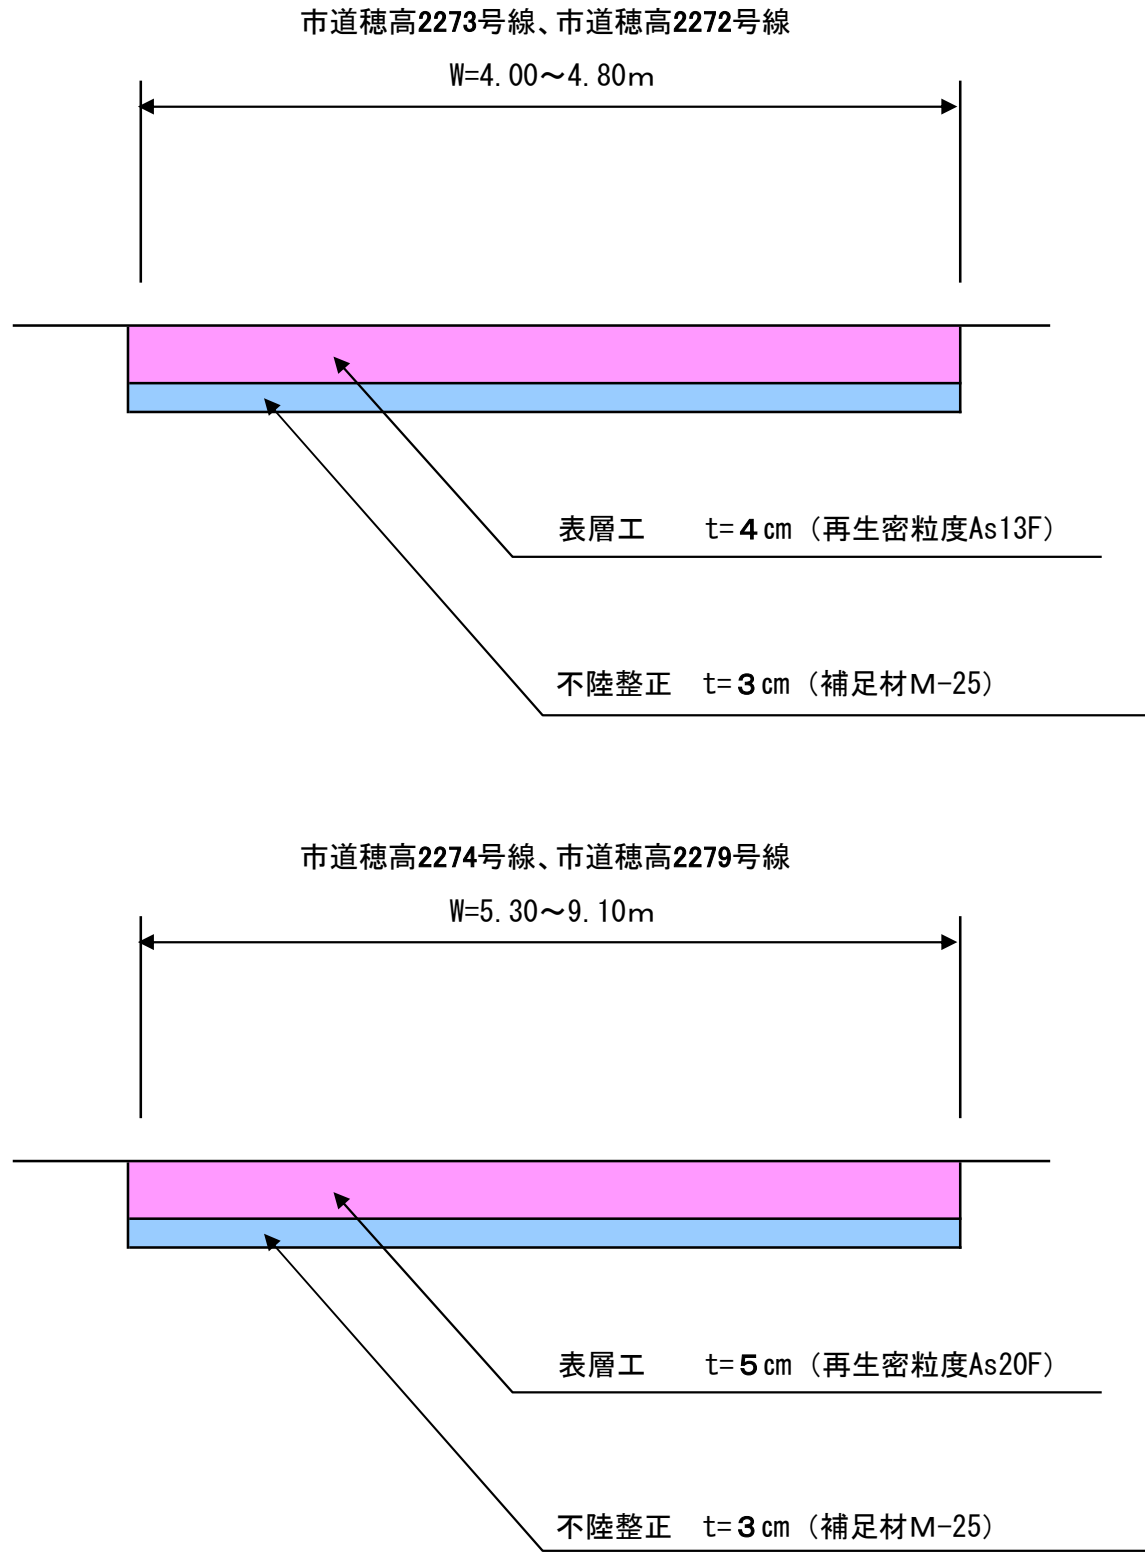 市道穂高2273号線、市道穂高2272号線
W=4.00～4.80ｍ
表層工　　t=４cm（再生密粒度As13F）
不陸整正　t=３cm（補足材Ｍ-25）
市道穂高2274号線、市道穂高2279号線
W=5.30～9.10ｍ
表層工　　t=５cm（再生密粒度As20F）
不陸整正　t=３cm（補足材Ｍ-25）